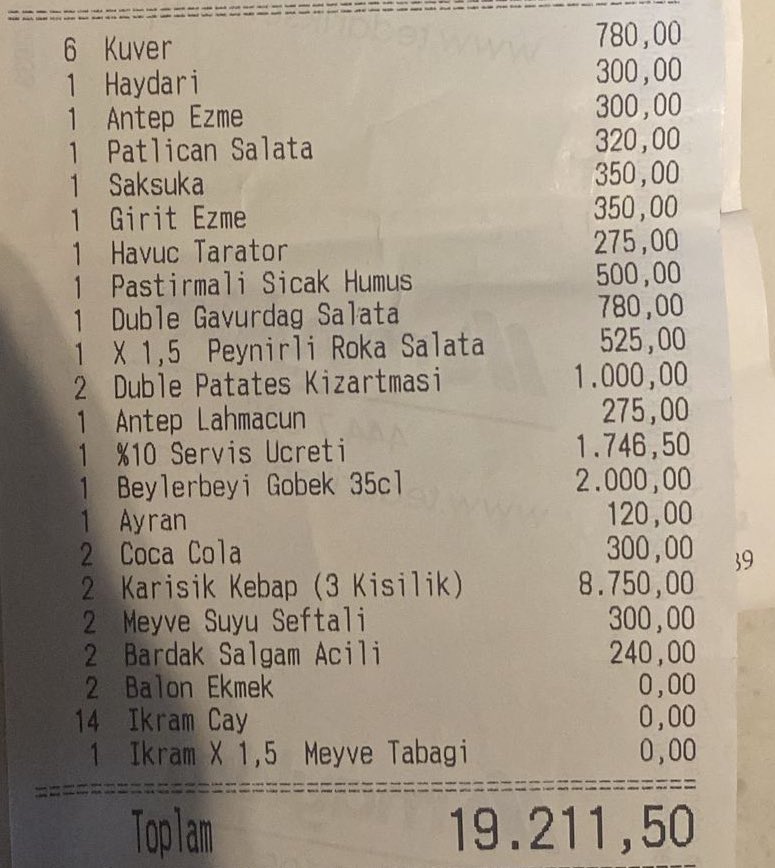 6 Kuver 780,00
1 Haydari 300,00
1 Antep Ezme 300,00
1 Patlican Salata 320,00
1 Saksuka 350,00
1 Girit Ezme 350,00
1 Havuc Tarator 275,00
1 Pastirmali Sicak Humus 500,00
1 Duble Gavurdag Salata 780,00
1 X 1,5 Peynirli Roka Salata 525,00
2 Duble Patates Kizartmasi 1.000,00
1 Antep Lahmacun 275,00
1 %10 Servis Ucreti 1.746,50
1 Beylerbeyi Gobek 35cl 2.000,00
1 Ayran 120,00
2 Coca Cola 300,00
2 Karisik Kebap (3 Kisilik) 8.750,00
2 Meyve Suyu Seftali 300,00
2 Bardak Salgam Acili 240,00
2 Balon Ekmek 0,00
14 Ikram Cay 0,00
1 Ikram X 1,5 Meyve Tabagi 0,00
Toplam 19.211,50